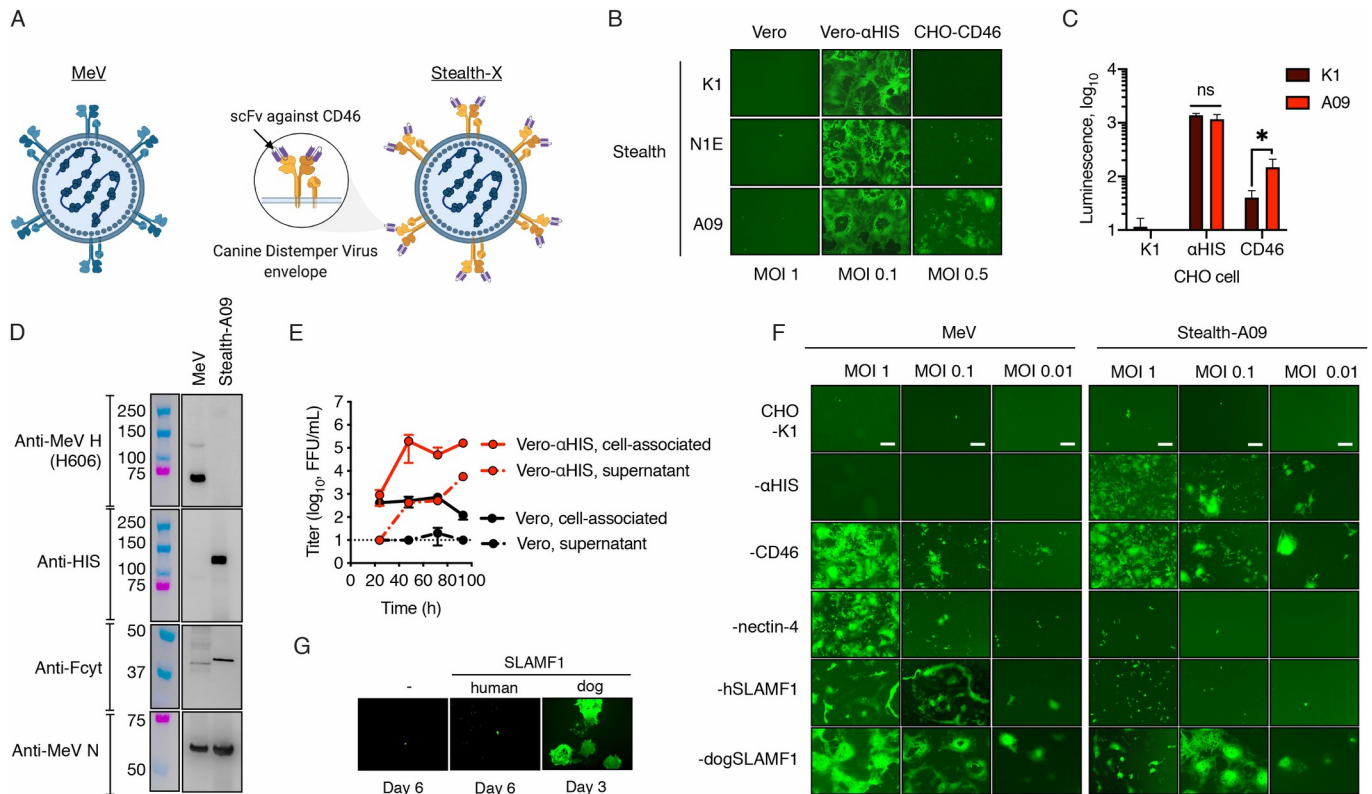 A
MeV
Stealth-X
scFv against CD46
Canine Distemper Virus
envelope
B
Vero
Vero-αHIS
CHO-CD46
Stealth
K1
N1E
A09
MOI 1
MOI 0.1
MOI 0.5
C
Luminescence, log10
4
3
2
1
ns
*
K1
A09
K1
αHIS
CD46
CHO cell
D
MeV
Stealth-A09
Anti-MeV H
(H606)
250
150
100
75
Anti-HIS
250
150
100
75
Anti-Fcyt
50
37
Anti-MeV N
75
50
E
Titer (log10, FFU/mL)
7
6
5
4
3
2
1
0
0
20
40
60
80
100
Time (h)
Vero-αHIS, cell-associated
Vero-αHIS, supernatant
Vero, cell-associated
Vero, supernatant
G
SLAMF1
-
human
dog
Day 6
Day 6
Day 3
F
MeV
Stealth-A09
MOI 1
MOI 0.1
MOI 0.01
MOI 1
MOI 0.1
MOI 0.01
CHO
-K1
-αHIS
-CD46
-nectin-4
-hSLAMF1
-dogSLAMF1